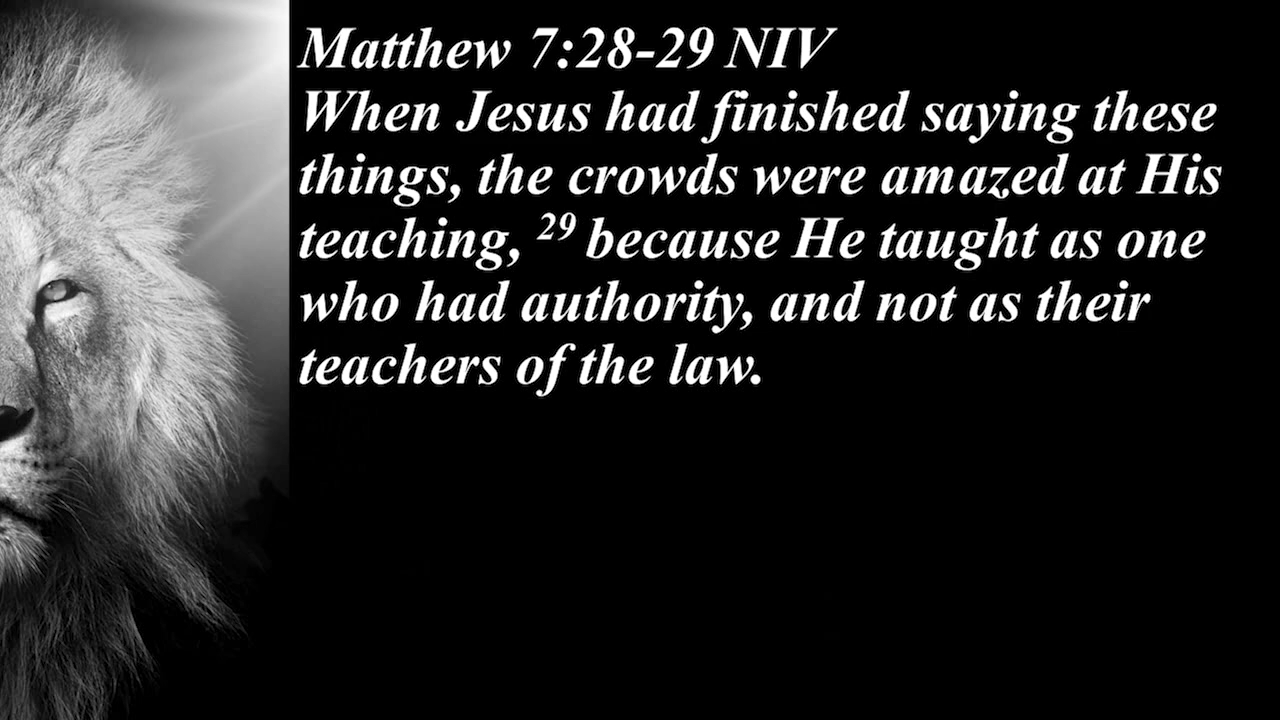 Matthew 7:28-29 NIV
When Jesus had finished saying these
things, the crowds were amazed at His
teaching, 29 because He taught as one
who had authority, and not as their
teachers of the law.